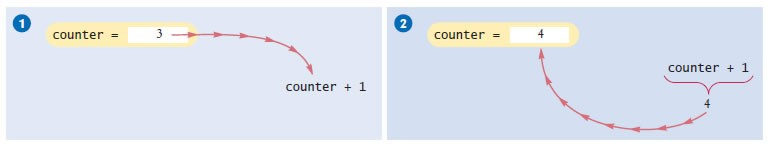 1
counter = 3
counter + 1
2
counter = 4
counter + 1
4